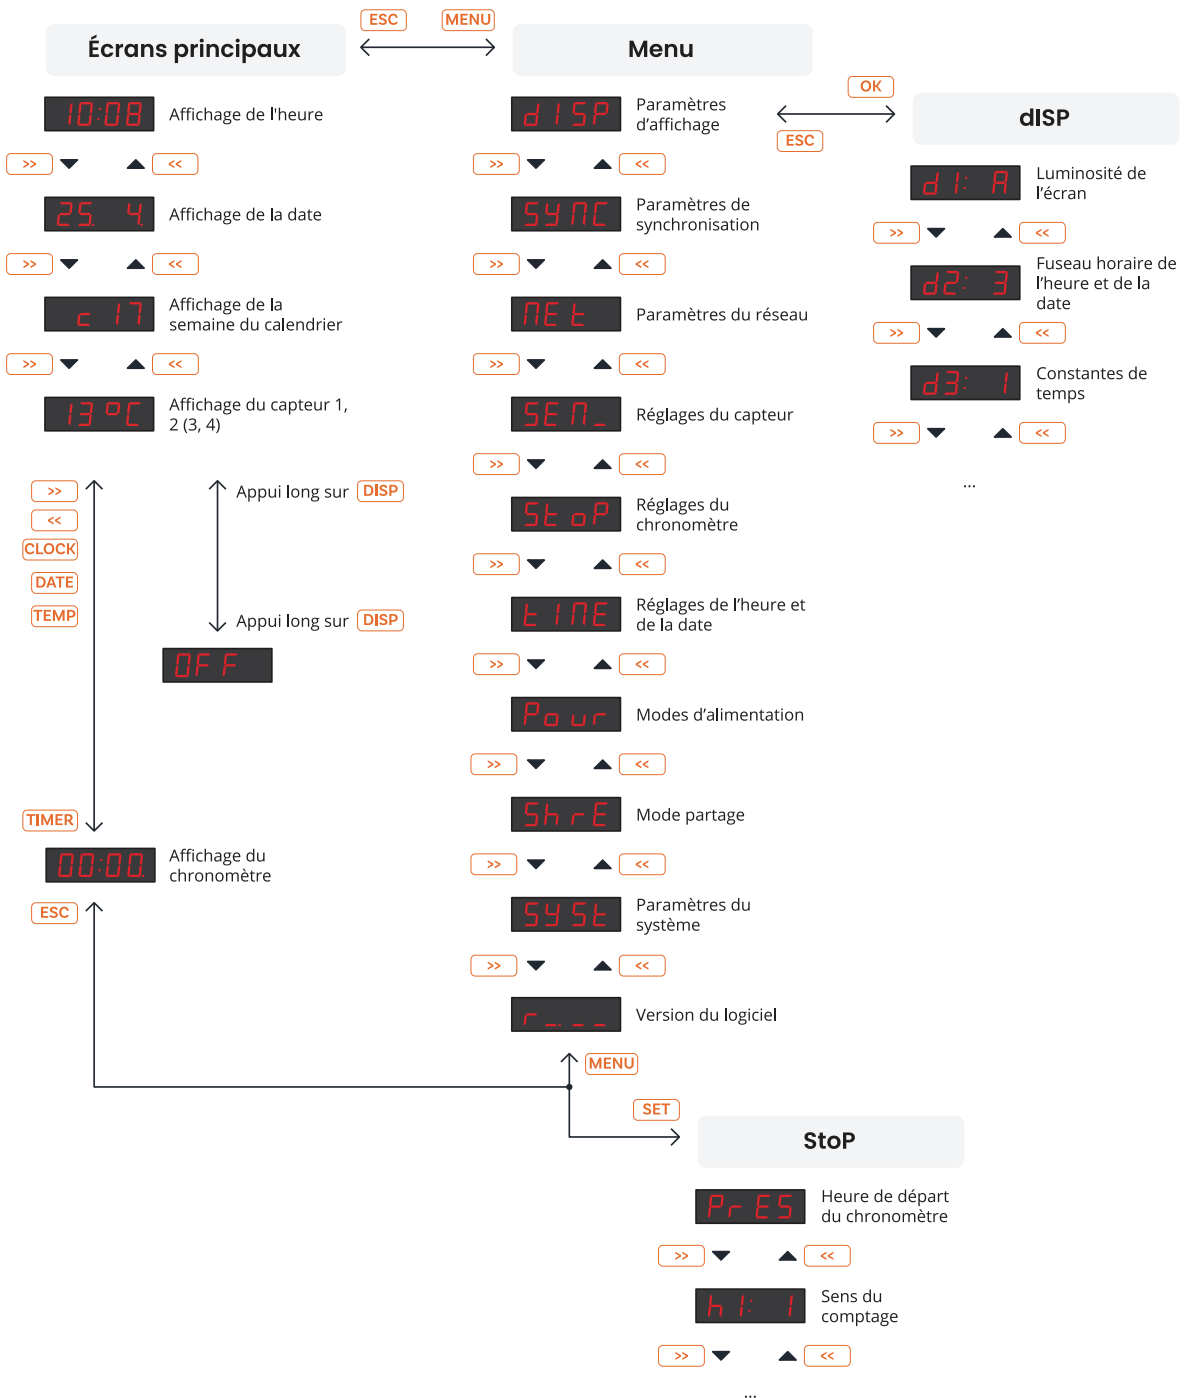 ESC MENU
Écrans principaux
10:08
Affichage de l'heure
>> <<
25. 4.
Affichage de la date
>> <<
c 17
Affichage de la
semaine du calendrier
>> <<
13 °C
Affichage du capteur 1,
2 (3, 4)
>>
<<
CLOCK
DATE
TEMP
Appui long sur DISP
Appui long sur DISP
OFF
TIMER
00:00.
Affichage du
chronomètre
ESC
Menu
dISP
Paramètres
d’affichage
>> <<
SYNC
Paramètres de
synchronisation
>> <<
NEt
Paramètres du réseau
>> <<
SEN_
Réglages du capteur
>> <<
StoP
Réglages du
chronomètre
>> <<
tIME
Réglages de l’heure et
de la date
>> <<
Pour
Modes d’alimentation
>> <<
ShrE
Mode partage
>> <<
SYSt
Paramètres du
système
>> <<
r _._ _
Version du logiciel
MENU
SET
OK
ESC
dISP
d1: A
Luminosité de
l’écran
>> <<
d2: 3
Fuseau horaire de
l’heure et de la
date
>> <<
d3: 1
Constantes de
temps
>> <<
...
StoP
PrES
Heure de départ
du chronomètre
>> <<
h1: 1
Sens du
comptage
>> <<
...